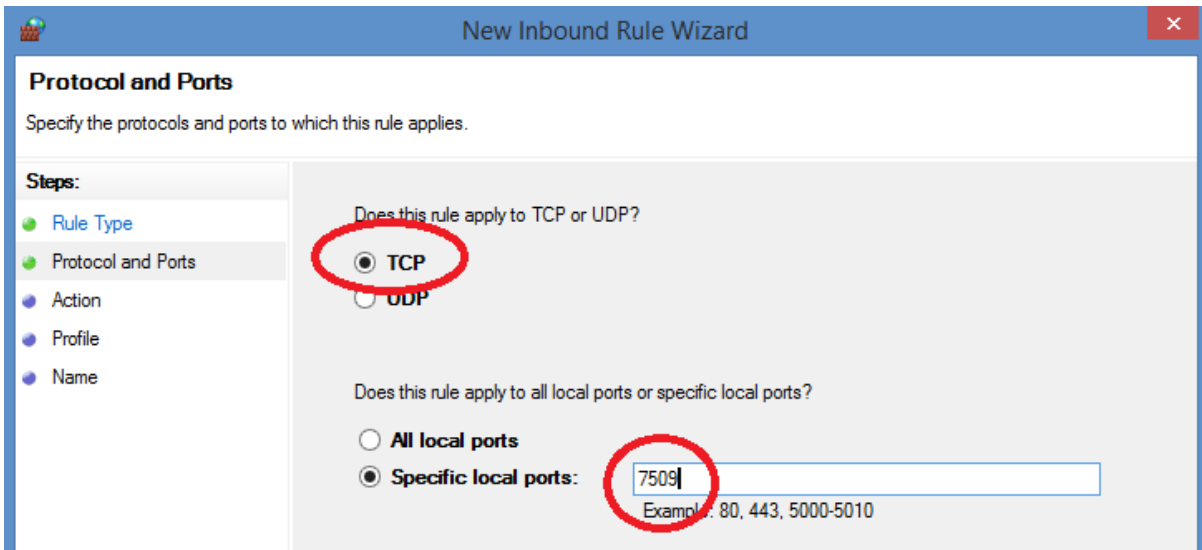 New Inbound Rule Wizard
Protocol and Ports
Specify the protocols and ports to which this rule applies.
Steps:
Rule Type
Protocol and Ports
Action
Profile
Name
Does this rule apply to TCP or UDP?
TCP
UDP
Does this rule apply to all local ports or specific local ports?
All local ports
Specific local ports:
7509
Example: 80, 443, 5000-5010